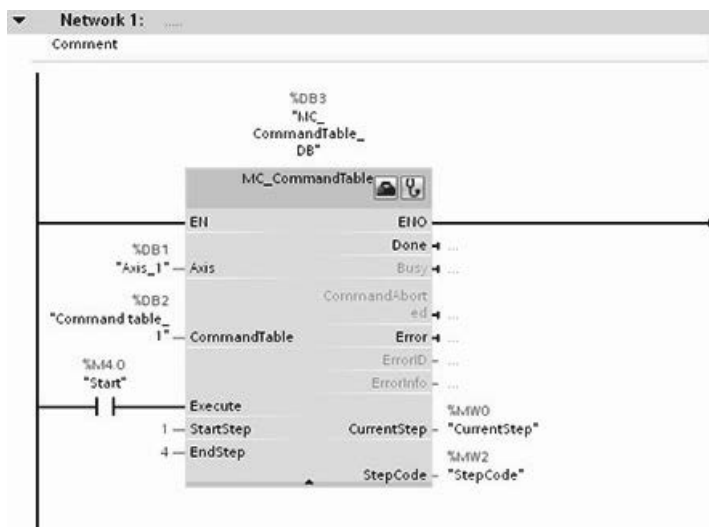 Network 1: .....
Comment
%DB3
"MC_
CommandTable_
DB"
MC_CommandTable
EN ENO
Done ...
%DB1
"Axis_1" Axis Busy ...
%DB2 CommandAbort
"Command table_ ed ...
1" CommandTable Error ...
ErrorID ...
%M4.0
"Start" ErrorInfo ...
Execute %MW0
1 StartStep CurrentStep "CurrentStep"
4 EndStep %MW2
StepCode "StepCode"